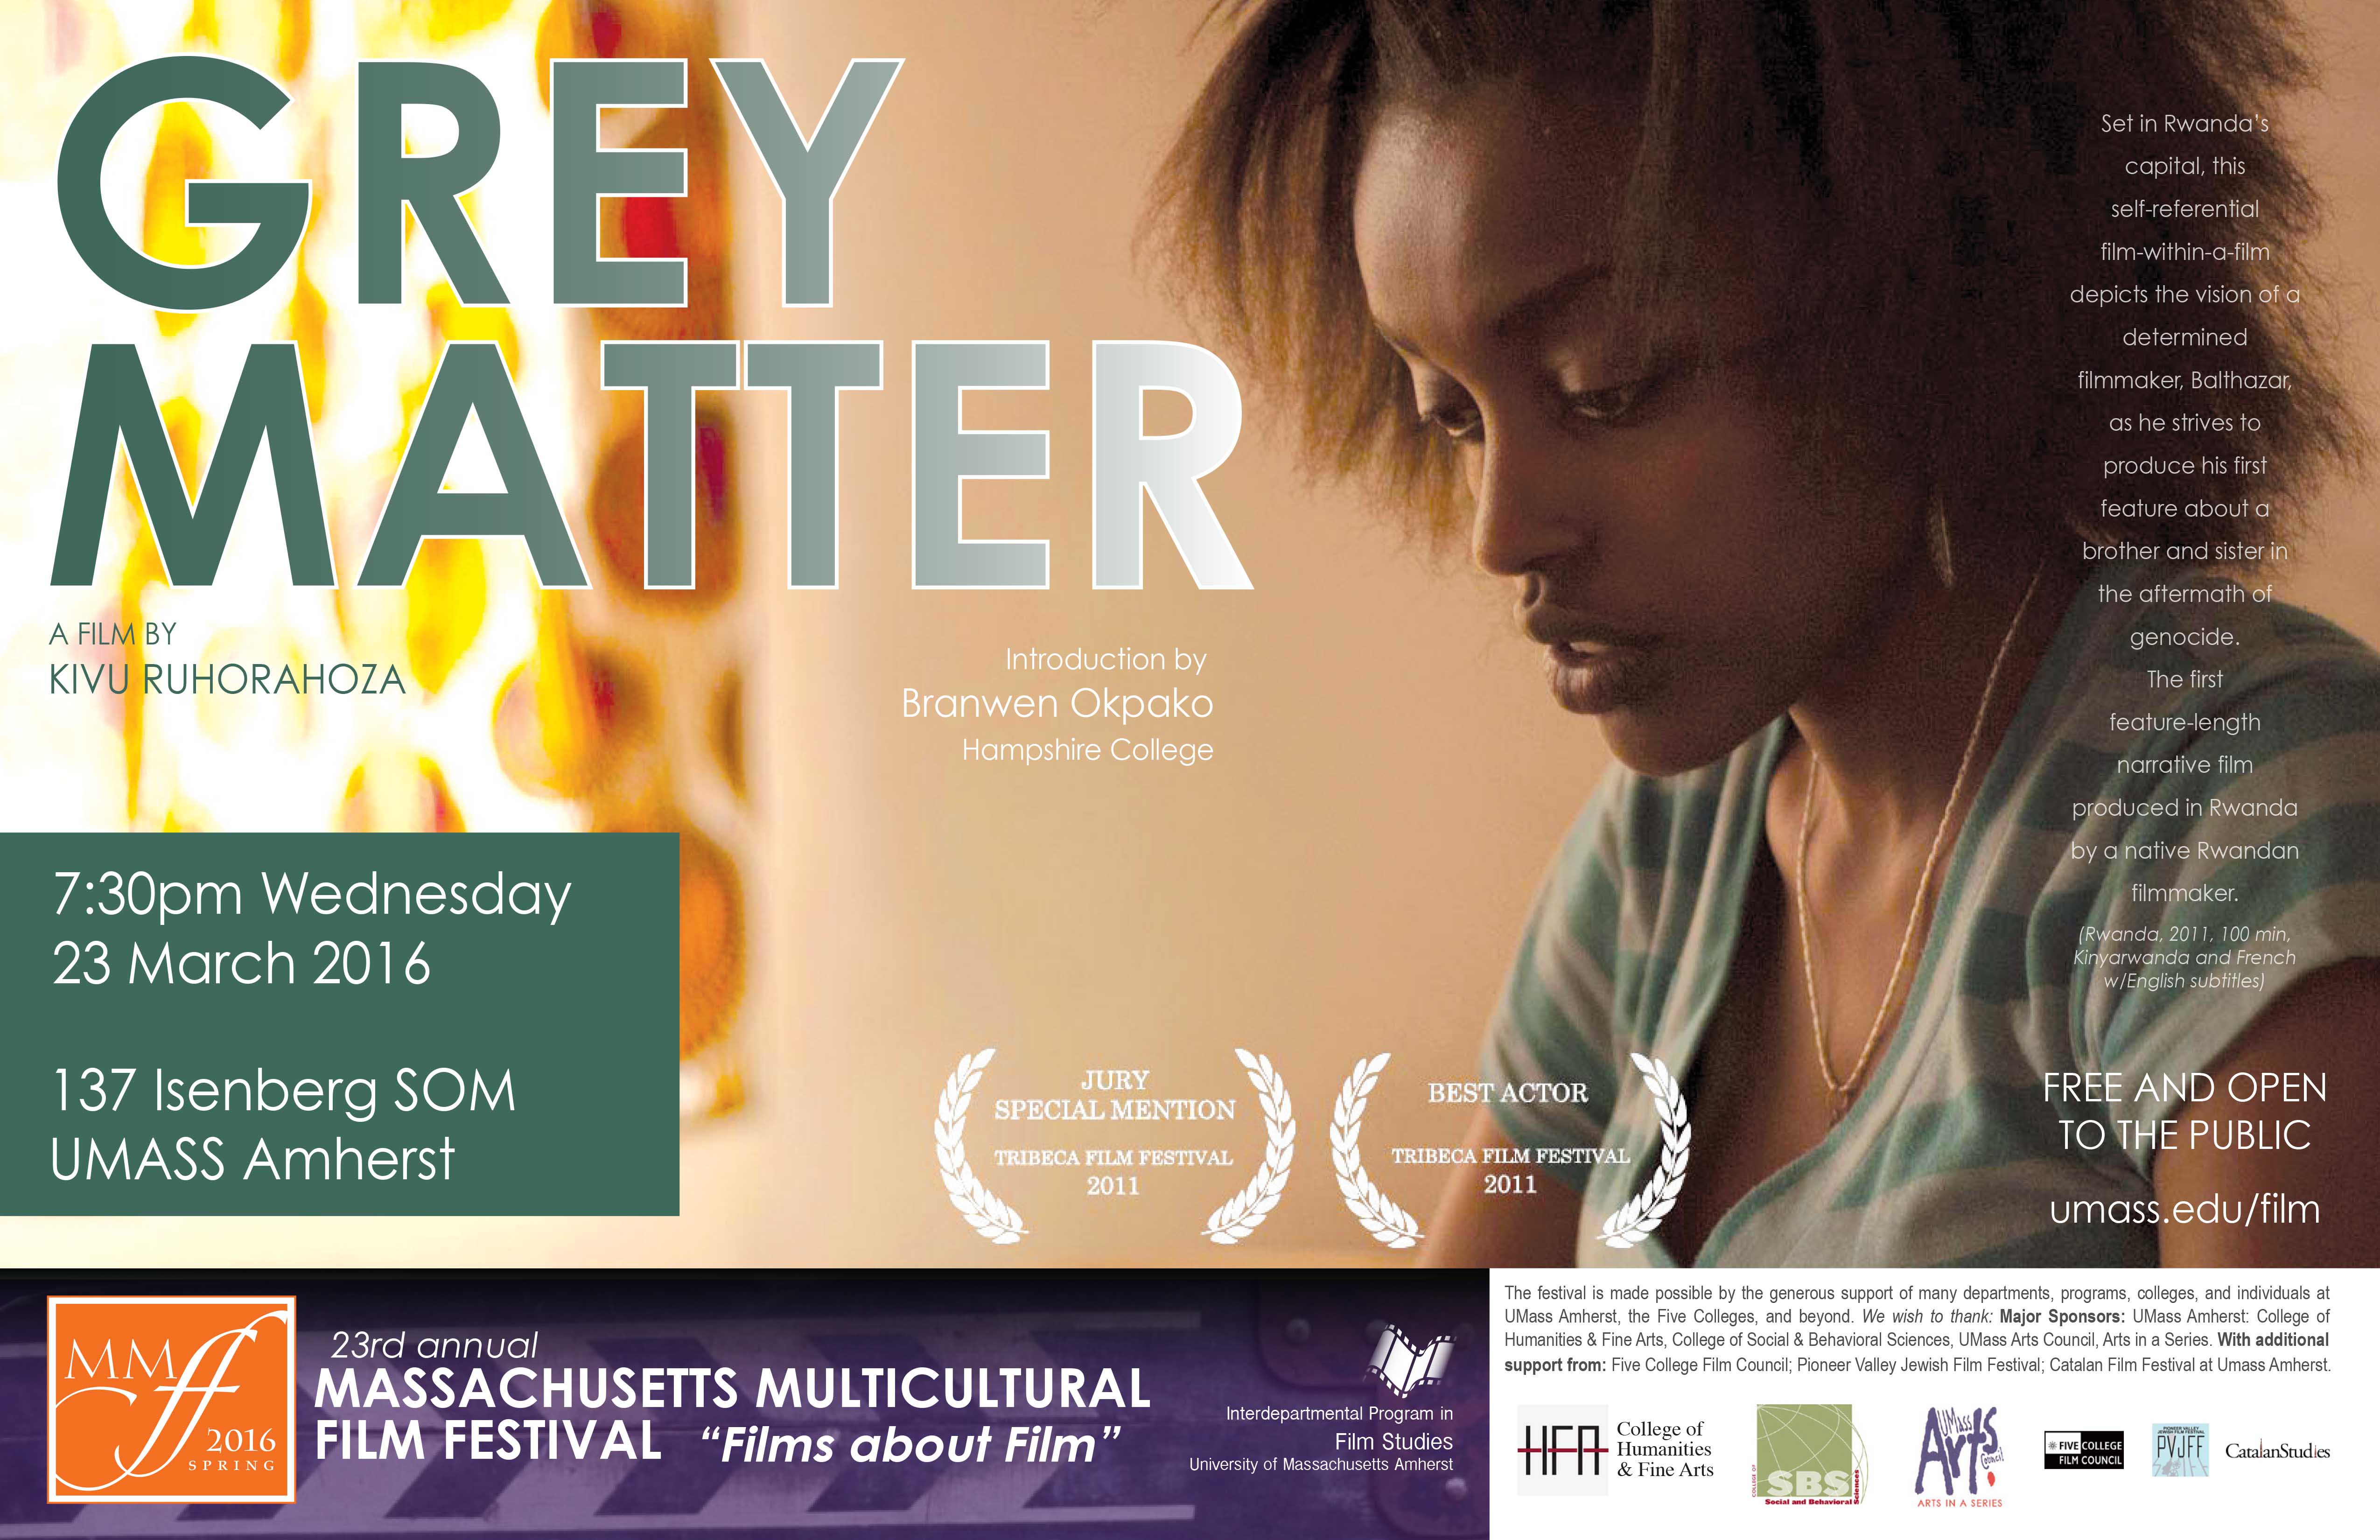 GREY
MATTER
A FILM BY
KIVU RUHORAHOZA
Introduction by
Branwen Okpako
Hampshire College
Set in Rwanda's
capital, this
self-referential
film-within-a-film
depicts the vision of a
determined
filmmaker, Balthazar,
as he strives to
produce his first
feature about a
brother and sister in
the aftermath of
genocide.
The first
feature-length
narrative film
produced in Rwanda
by a native Rwandan
filmmaker.
(Rwanda, 2011, 100 min,
Kinyarwanda and French
w/English subtitles)
7:30pm Wednesday
23 March 2016
137 Isenberg SOM
UMASS Amherst
JURY
SPECIAL MENTION
TRIBECA FILM FESTIVAL
2011
BEST ACTOR
TRIBECA FILM FESTIVAL
2011
FREE AND OPEN
TO THE PUBLIC
umass.edu/film
MMff
2016
SPRING
23rd annual
MASSACHUSETTS MULTICULTURAL
FILM FESTIVAL "Films about Film"
Interdepartmental Program in
Film Studies
University of Massachusetts Amherst
The festival is made possible by the generous support of many departments, programs, colleges, and individuals at
UMass Amherst, the Five Colleges, and beyond. We wish to thank: Major Sponsors: UMass Amherst: College of
Humanities & Fine Arts, College of Social & Behavioral Sciences, UMass Arts Council, Arts in a Series. With additional
support from: Five College Film Council; Pioneer Valley Jewish Film Festival; Catalan Film Festival at Umass Amherst.
HFA
College of
Humanities
& Fine Arts
COLLEGE OF
SBS
Social and Behavioral Sciences
UMass
Arts
Council
ARTS IN A SERIES
FIVE COLLEGE
FILM COUNCIL
PIONEER VALLEY
JEWISH FILM FESTIVAL
PVJFF
CatalanStudies